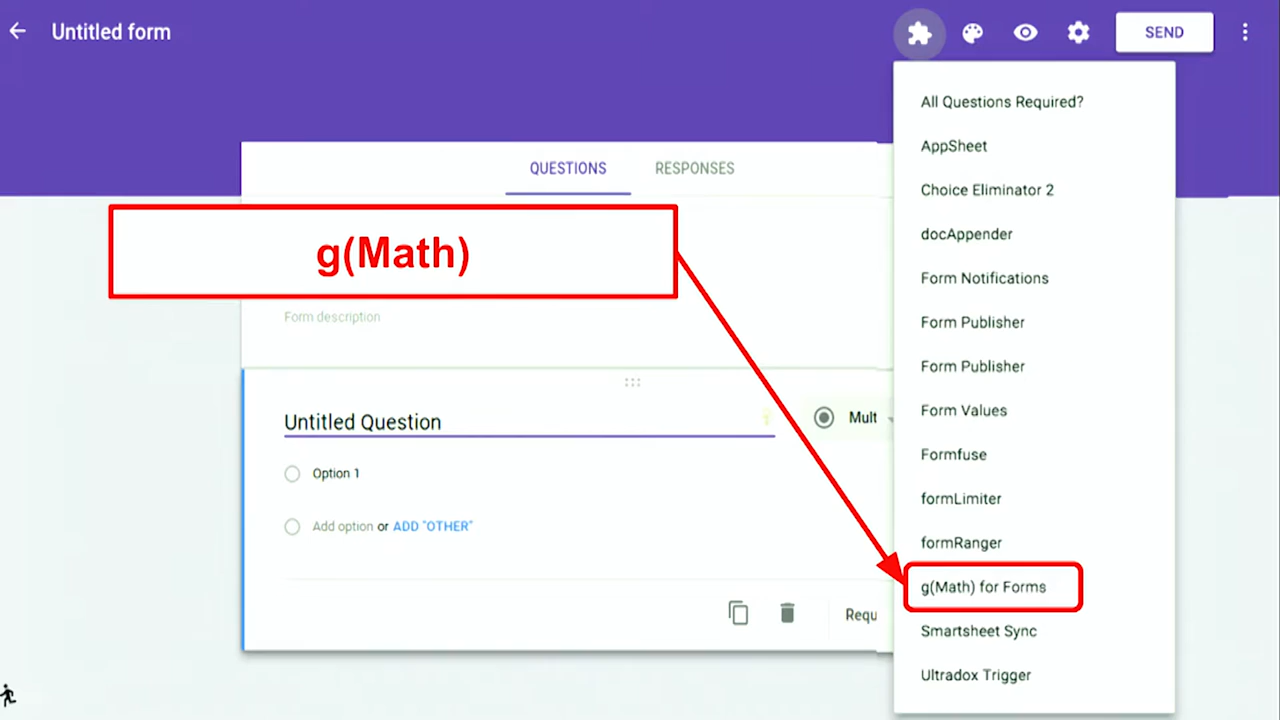 Untitled form
SEND
All Questions Required?
AppSheet
Choice Eliminator 2
docAppender
Form Notifications
Form Publisher
Form Publisher
Form Values
Formfuse
formLimiter
formRanger
g(Math) for Forms
Smartsheet Sync
Ultradox Trigger
QUESTIONS RESPONSES
g(Math)
Form description
Untitled Question
Mult
Option 1
Add option or ADD "OTHER"
Requ